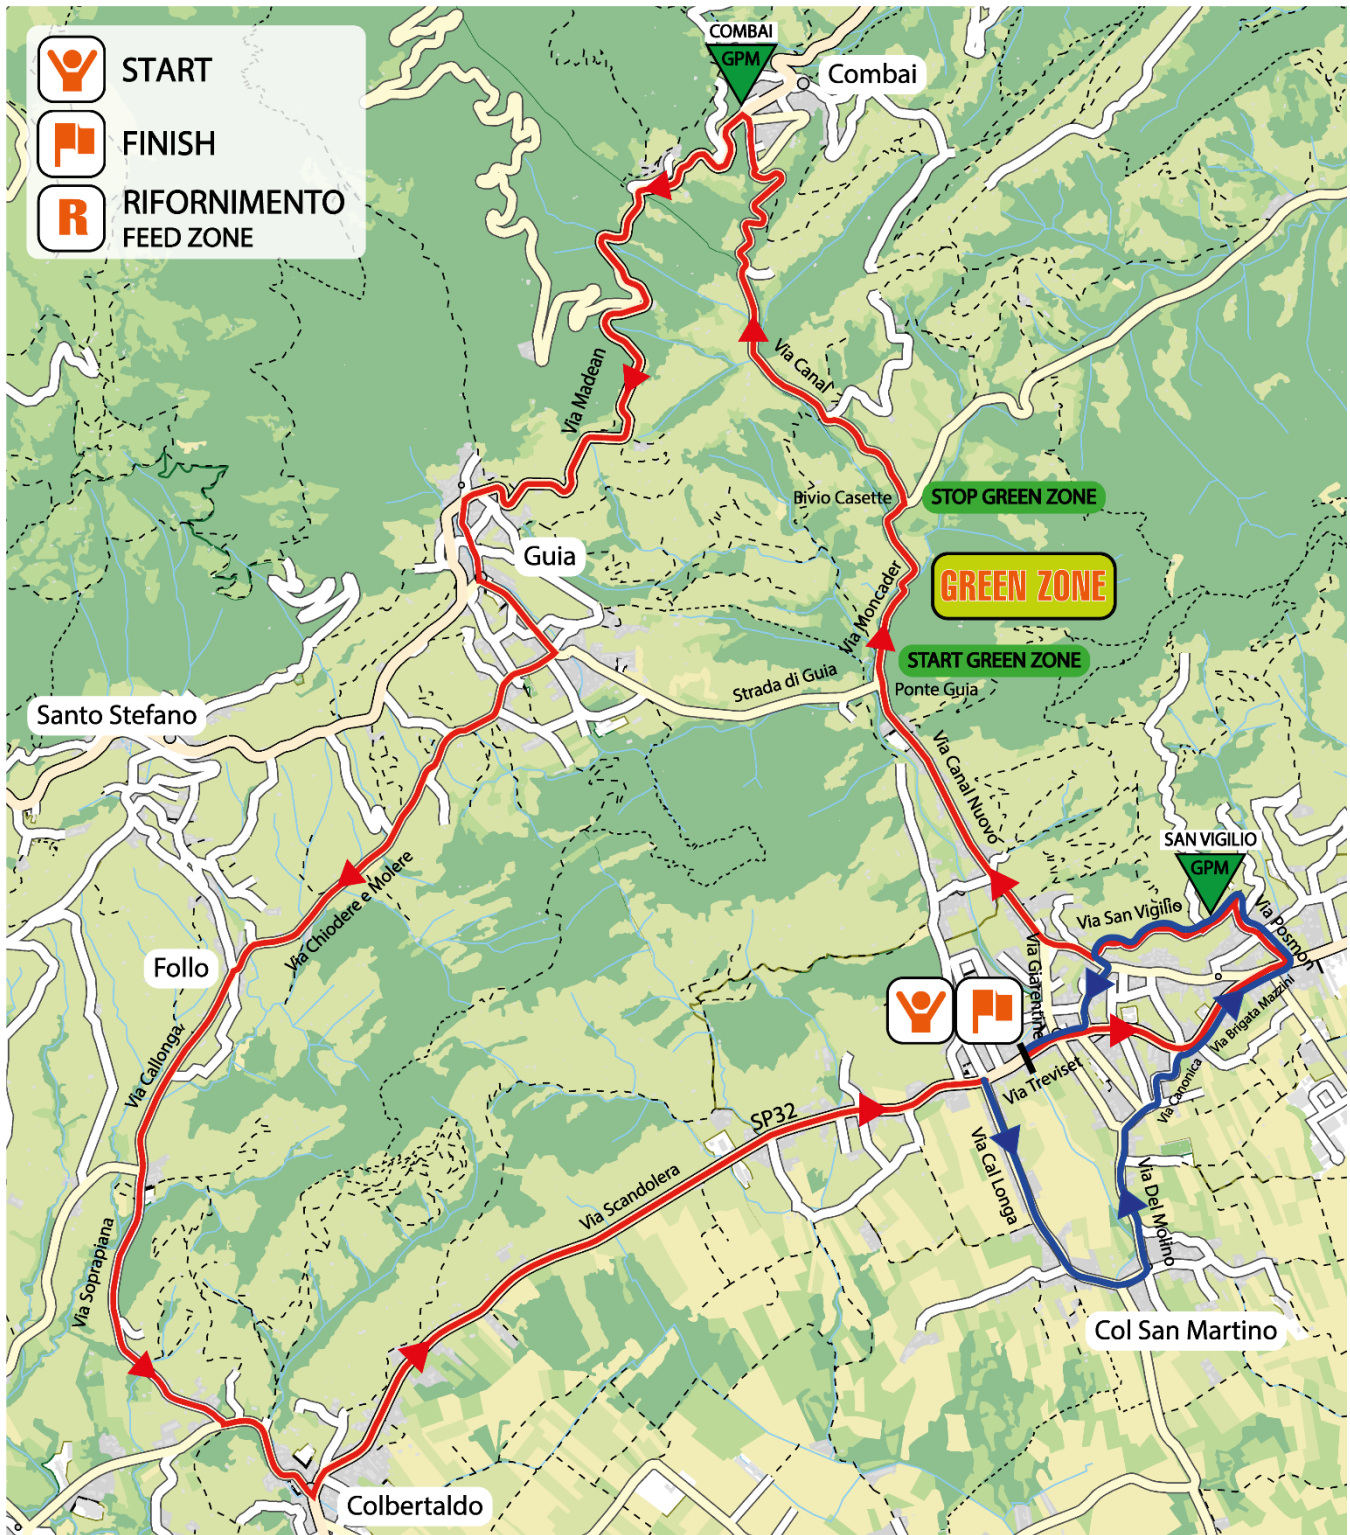 START
FINISH
R
RIFORNIMENTO
FEED ZONE
COMBAI
GPM
Combai
Via Canal
Via Madean
Bivio Casette
STOP GREEN ZONE
Guia
GREEN ZONE
Via Moncader
START GREEN ZONE
Strada di Guia
Ponte Guia
Santo Stefano
Via Canal Nuovo
SAN VIGILIO
GPM
Via Chiodere e Molere
Via San Vigilio
Via Posmon
Follo
Via Giarentine
Via Brigata Mazzini
Via Callonga
Via Treviset
Via Canonica
SP32
Via Cal Longa
Via Scandolera
Via Del Molino
Via Soprapiana
Col San Martino
Colbertaldo